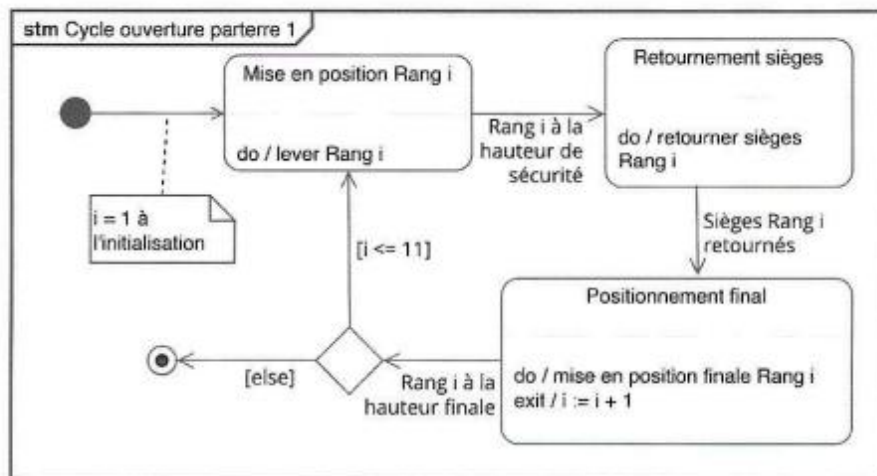 stm Cycle ouverture parterre 1
Mise en position Rang i
do / lever Rang i
Rang i à la
hauteur de
sécurité
Retournement sièges
do / retourner sièges
Rang i
i = 1 à
l'initialisation
Sièges Rang i
retournés
[i <= 11]
Positionnement final
do / mise en position finale Rang i
exit / i := i + 1
[else]
Rang i à la
hauteur finale